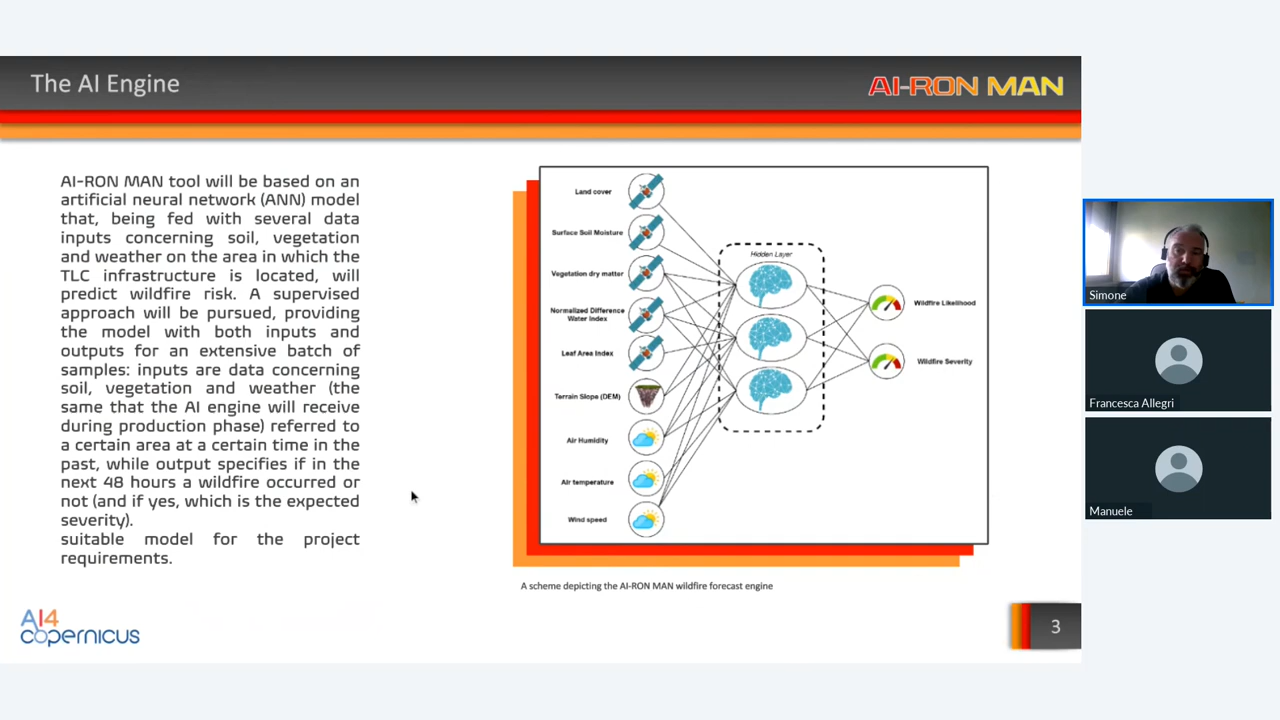 The AI Engine
AI-RON MAN
AI-RON MAN tool will be based on an
artificial neural network (ANN) model
that, being fed with several data
inputs concerning soil, vegetation
and weather on the area in which the
TLC infrastructure is located, will
predict wildfire risk. A supervised
approach will be pursued, providing
the model with both inputs and
outputs for an extensive batch of
samples: inputs are data concerning
soil, vegetation and weather (the
same that the AI engine will receive
during production phase) referred to
a certain area at a certain time in the
past, while output specifies if in the
next 48 hours a wildfire occurred or
not (and if yes, which is the expected
severity).
suitable model for the project
requirements.
Land cover
Surface Soil Moisture
Vegetation dry matter
Normalized Difference
Water Index
Leaf Area Index
Terrain Slope (DEM)
Air Humidity
Air temperature
Wind speed
Hidden Layer
Wildfire Likelihood
Wildfire Severity
A scheme depicting the AI-RON MAN wildfire forecast engine
AI4
copernicus
3
Simone
Francesca Allegri
Manuele